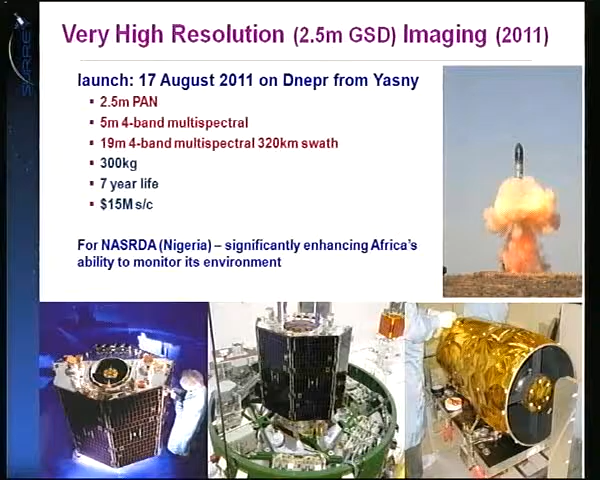 SURREY
Very High Resolution (2.5m GSD) Imaging (2011)
launch: 17 August 2011 on Dnepr from Yasny
▪ 2.5m PAN
▪ 5m 4-band multispectral
▪ 19m 4-band multispectral 320km swath
▪ 300kg
▪ 7 year life
▪ $15M s/c
For NASRDA (Nigeria) – significantly enhancing Africa's
ability to monitor its environment